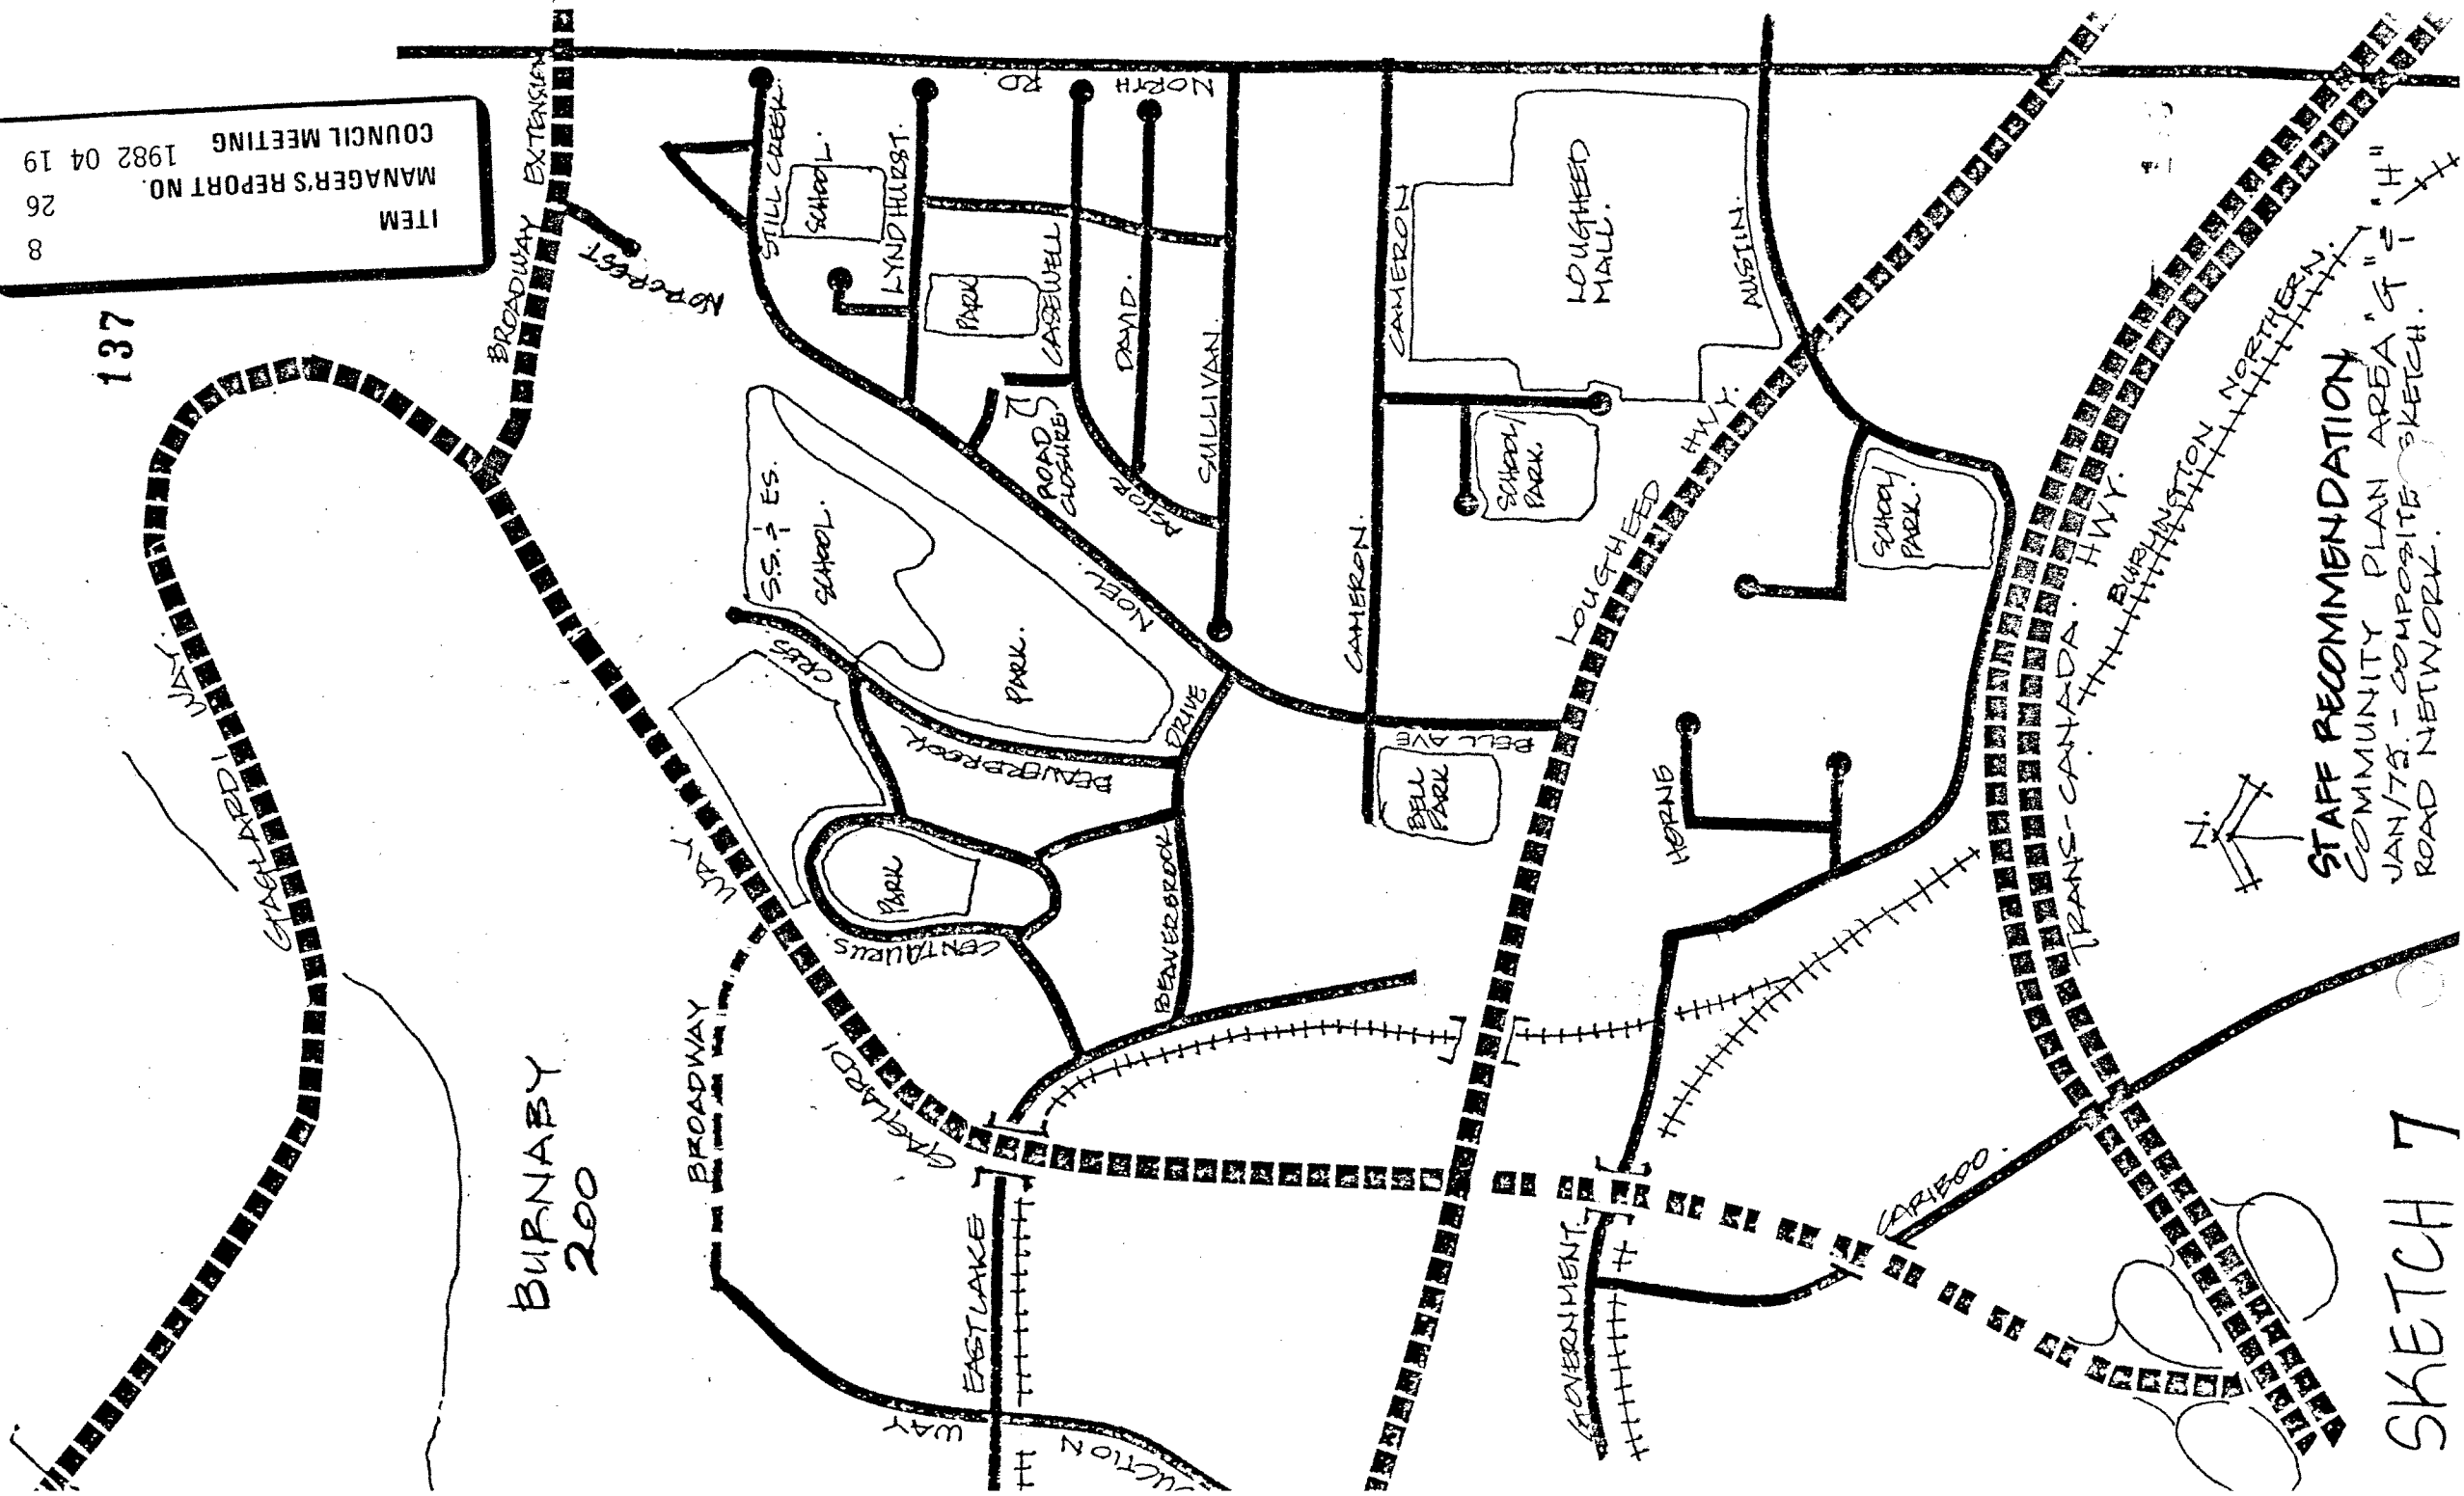 ITEM 8
MANAGER'S REPORT NO. 26
COUNCIL MEETING 1982 04 19
137
BROADWAY EXTENSION
NORCREST
STILL CREEK.
SCHOOL.
LYNDHURST.
NORTH RD
PARK
CASEWELL
DAVID.
SULLIVAN.
ROAD
CLOSURE
ASTOR
CAMERON
LOUGHEED
MALL.
AUSTIN.
S.S. & ES.
SCHOOL.
NOEL.
DRIVE
PARK.
BEAVERBROOK
CRES
CAMERON.
SCHOOL/
PARK.
LOUGHEED HWY.
SCHOOL/
PARK.
BELL AVE
BELL
PARK
HORNE
PARK
CENTAURUS.
BEAVERBROOK
GAGLARDI WAY
GAGLARDI WAY.
BROADWAY
BURNABY
200
EASTLAKE
WAY
GOVERNMENT.
CARIBOO.
TRANS-CANADA. HWY.
BURLINGTON NORTHERN.
N.
STAFF RECOMMENDATION
COMMUNITY PLAN AREA "G" & "H"
JAN/75. - COMPOSITE SKETCH.
ROAD NETWORK.
SKETCH 7